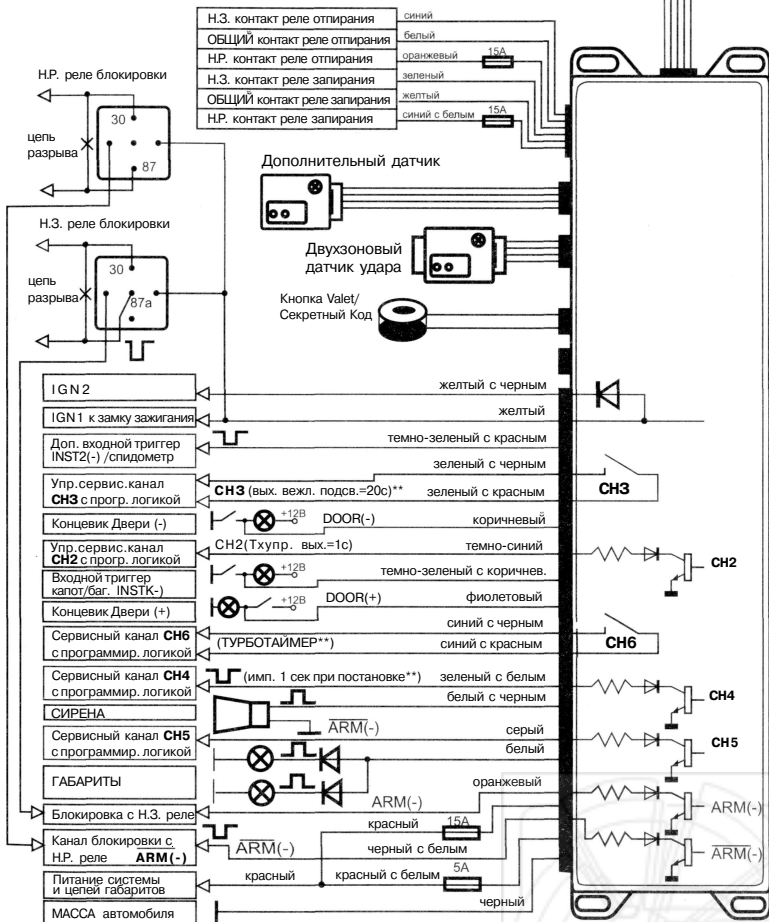 Н.З. контакт реле отпирания
синий
ОБЩИЙ контакт реле отпирания
белый
Н.Р. контакт реле отпирания
оранжевый
15А
Н.З. контакт реле запирания
зеленый
ОБЩИЙ контакт реле запирания
желтый
Н.Р. контакт реле запирания
синий с белым
15А
Н.Р. реле блокировки
30
87
цепь
разрыва
Дополнительный датчик
Н.З. реле блокировки
30
87а
цепь
разрыва
Двухзоновый
датчик удара
Кнопка Valet/
Секретный Код
IGN2
желтый с черным
IGN1 к замку зажигания
желтый
Доп. входной триггер
INST2(-) /спидометр
темно-зеленый с красным
зеленый с черным
Упр.сервис.канал
СН3 с прогр. логикой
СН3 (вых. вежл. подсв.=20с)**
зеленый с красным
СН3
Концевик Двери (-)
+12В
DOOR(-)
коричневый
Упр.сервис.канал
СН2 с прогр. логикой
СН2(Тхупр. вых.=1с)
темно-синий
СН2
Входной триггер
капот/баг. INSTK-)
+12В
темно-зеленый с коричнев.
Концевик Двери (+)
+12В
DOOR(+)
фиолетовый
синий с черным
Сервисный канал СН6
с программир. логикой
(ТУРБОТАЙМЕР**)
синий с красным
СН6
Сервисный канал СН4
с программир. логикой
(имп. 1 сек при постановке**)
зеленый с белым
СН4
белый с черным
СИРЕНА
ARM(-)
Сервисный канал СН5
с программир. логикой
серый
СН5
белый
ГАБАРИТЫ
оранжевый
Блокировка с Н.З. реле
ARM(-)
ARM(-)
красный
15А
Канал блокировки с
Н.Р. реле ARM(-)
ARM(-)
черный с белым
ARM(-)
Питание системы
и цепей габаритов
красный
красный с белым
5А
МАССА автомобиля
черный